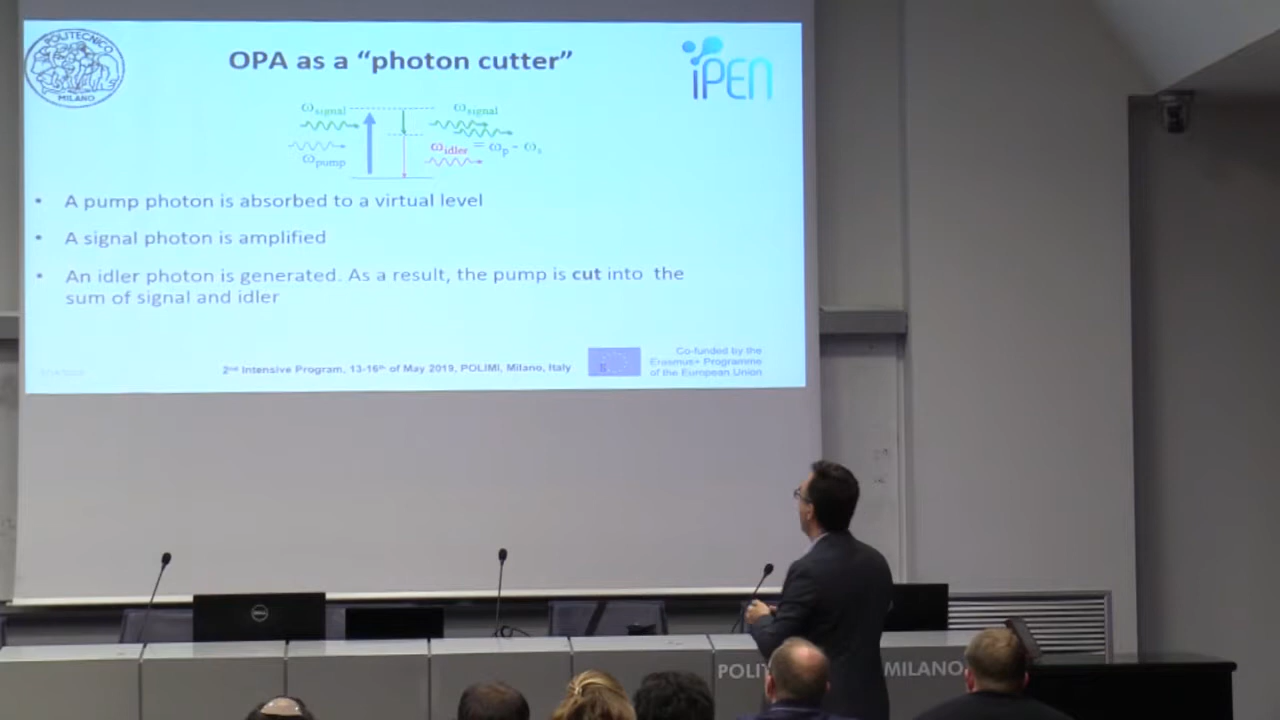 POLITECNICO
MILANO
OPA as a “photon cutter”
iPEN
ωsignal
ωsignal
ωpump
ωidler = ωp - ωs
• A pump photon is absorbed to a virtual level
• A signal photon is amplified
• An idler photon is generated. As a result, the pump is cut into the
sum of signal and idler
2nd Intensive Program, 13-16th of May 2019, POLIMI, Milano, Italy
Co-funded by the
Erasmus+ Programme
of the European Union
DELL
MILANO